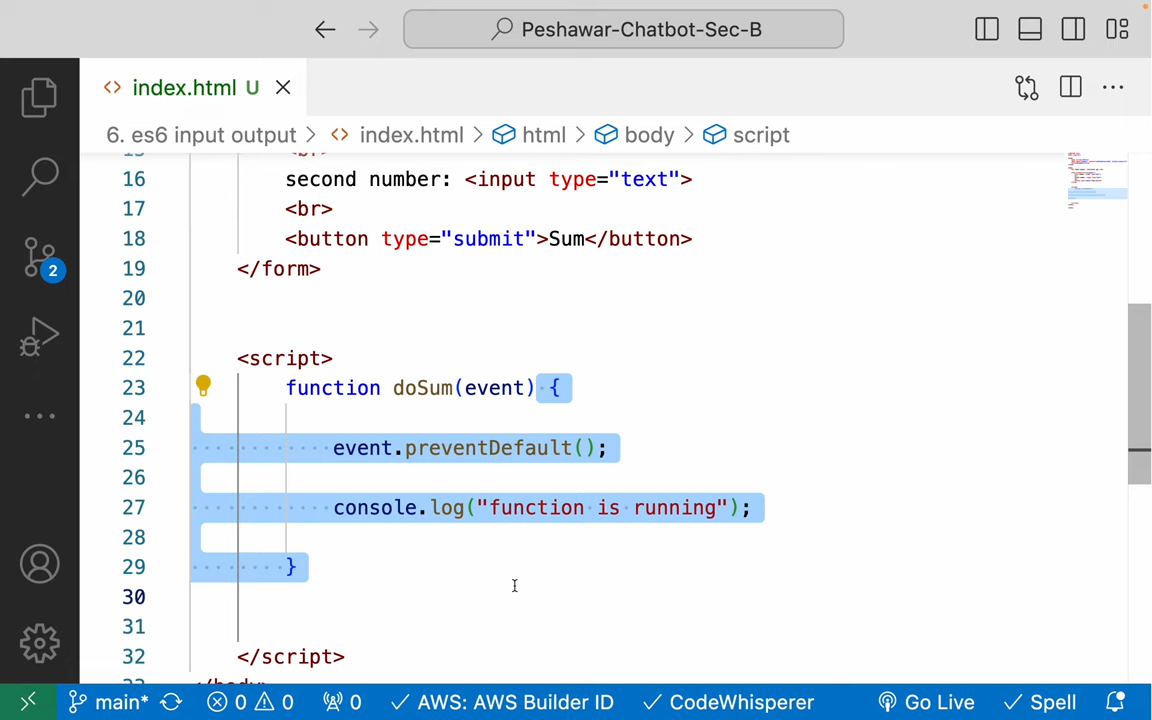 Peshawar-Chatbot-Sec-B
<> index.html U
6. es6 input output > <> index.html > html > body > script
16 second number: <input type="text">
17 <br>
18 <button type="submit">Sum</button>
19 </form>
20
21
22 <script>
23 function doSum(event) {
24
25 event.preventDefault();
26
27 console.log("function is running");
28
29 }
30
31
32 </script>
2
main* 0 0 0 AWS: AWS Builder ID CodeWhisperer Go Live Spell